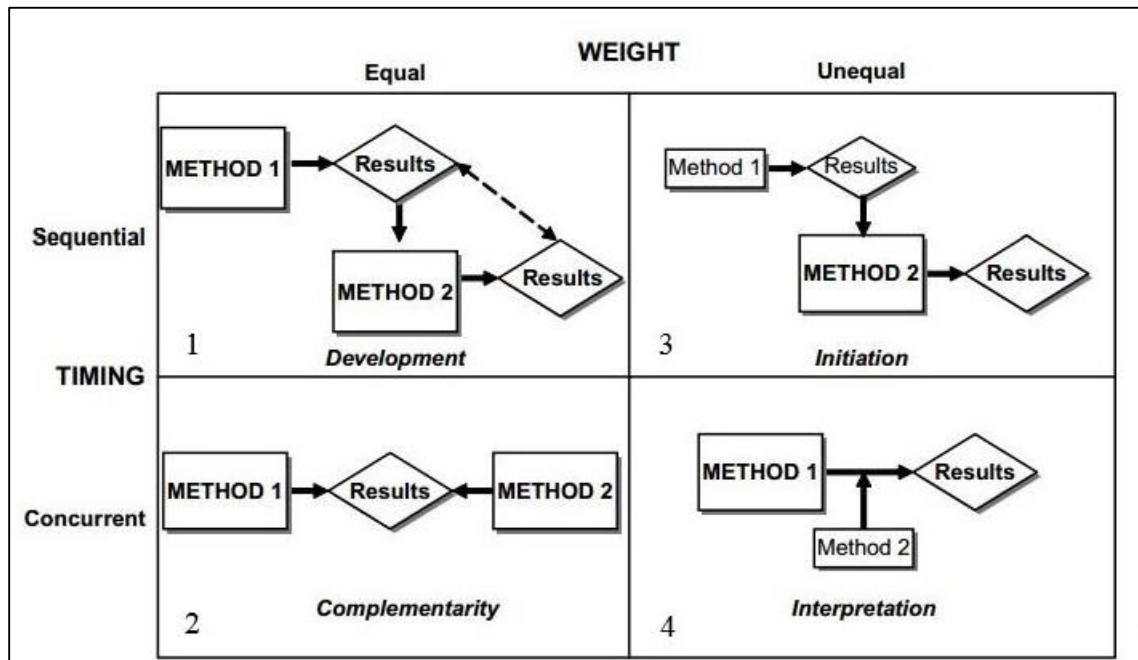 WEIGHT
Equal
Unequal
Sequential
METHOD 1
Results
METHOD 2
Results
1
Development
Method 1
Results
METHOD 2
Results
3
Initiation
TIMING
Concurrent
METHOD 1
Results
METHOD 2
2
Complementarity
METHOD 1
Results
Method 2
4
Interpretation